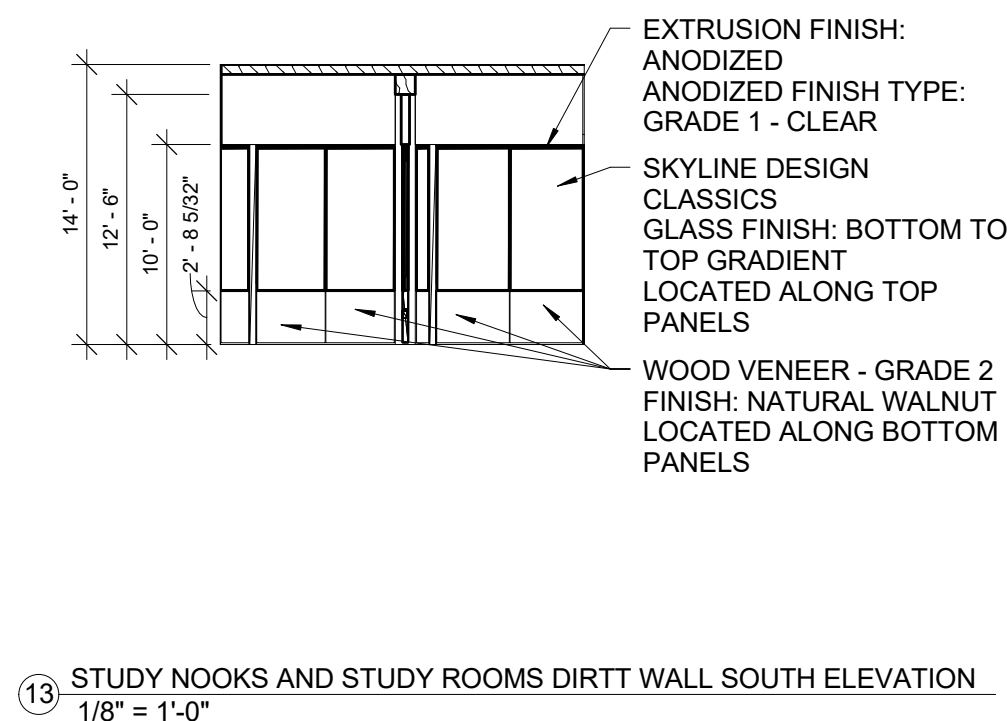 EXTRUSION FINISH:
ANODIZED
ANODIZED FINISH TYPE:
GRADE 1 - CLEAR
SKYLINE DESIGN
CLASSICS
GLASS FINISH: BOTTOM TO
TOP GRADIENT
LOCATED ALONG TOP
PANELS
WOOD VENEER - GRADE 2
FINISH: NATURAL WALNUT
LOCATED ALONG BOTTOM
PANELS
14' - 0"
12' - 6"
10' - 0"
2' - 8 5/32"
13
STUDY NOOKS AND STUDY ROOMS DIRTT WALL SOUTH ELEVATION
1/8" = 1'-0"